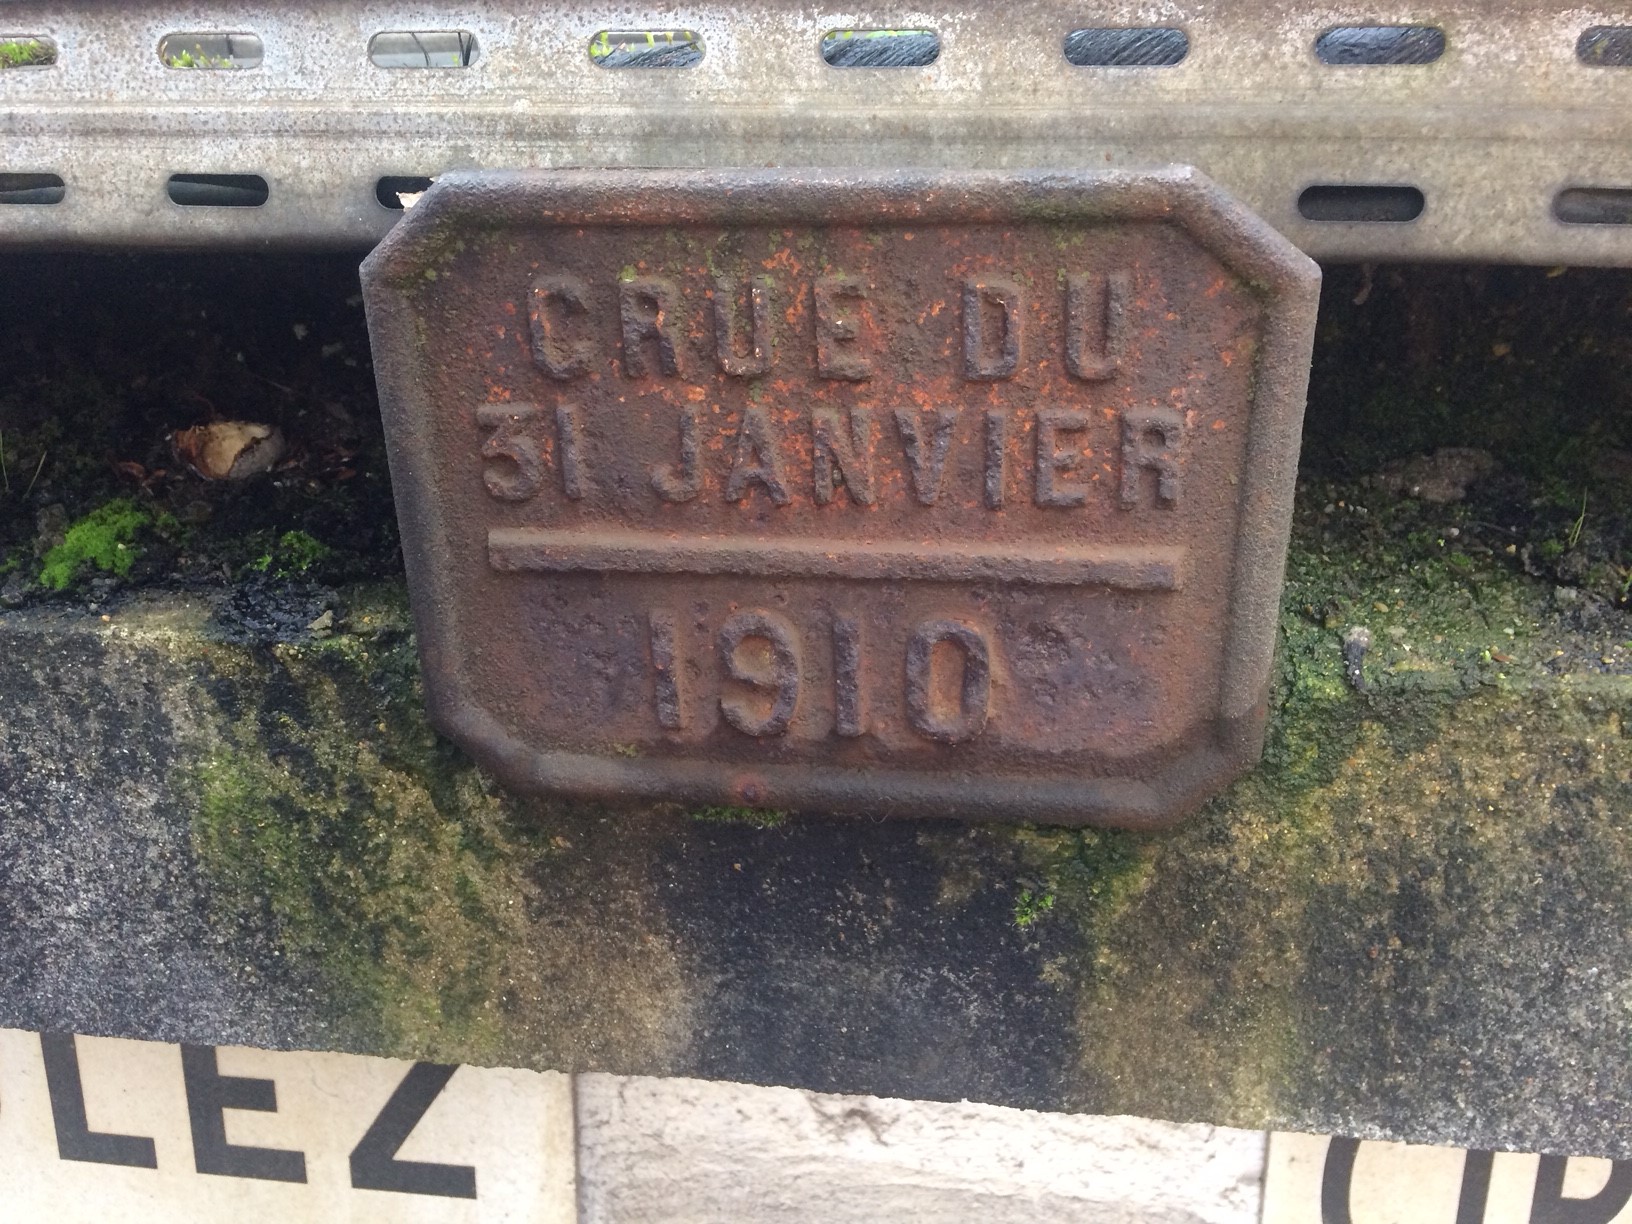 CRUE DU
31 JANVIER
1910
LEZ